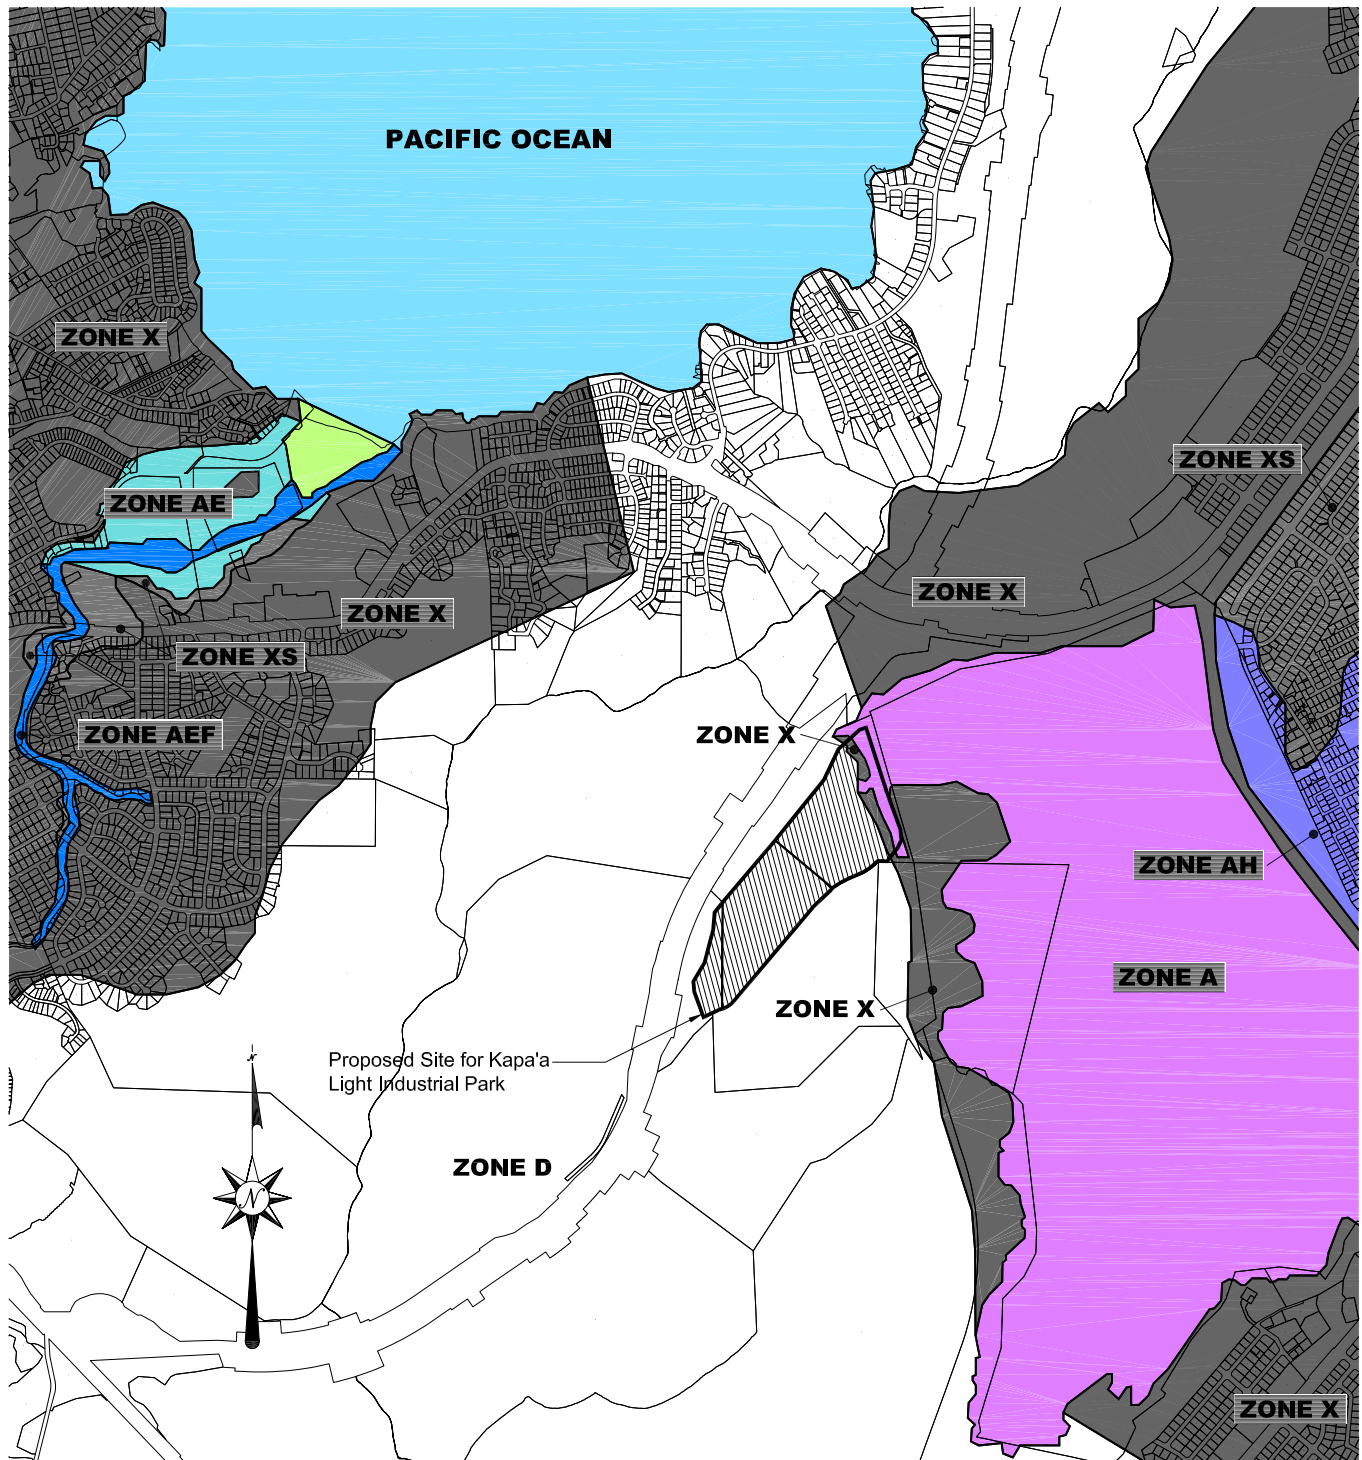 PACIFIC OCEAN
ZONE X
ZONE XS
ZONE AE
ZONE X
ZONE X
ZONE XS
ZONE AEF
ZONE X
ZONE AH
ZONE A
ZONE X
Proposed Site for Kapa'a
Light Industrial Park
ZONE D
N
ZONE X